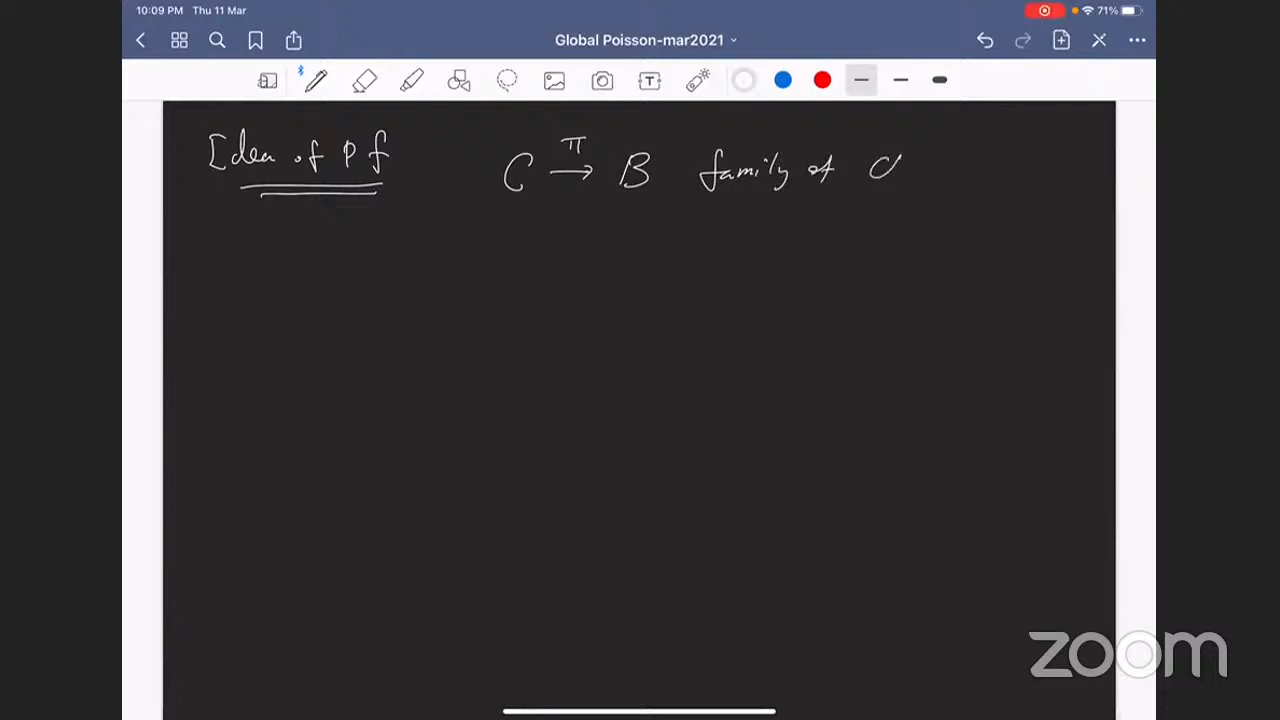 10:09 PM Thu 11 Mar
71%
Global Poisson-mar2021
T
Idea of Pf
C →^π B family of C
zoom